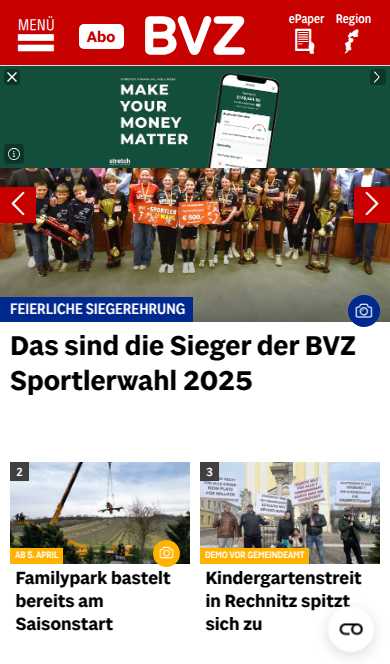 MENÜ
Abo
BVZ
ePaper
Region
MAKE
YOUR
MONEY
MATTER
stretch
FEIERLICHE SIEGEREHRUNG
Das sind die Sieger der BVZ
Sportlerwahl 2025
2
AB 5. APRIL
Familypark bastelt
bereits am
Saisonstart
3
DEMO VOR GEMEINDEAMT
Kindergartenstreit
in Rechnitz spitzt
sich zu